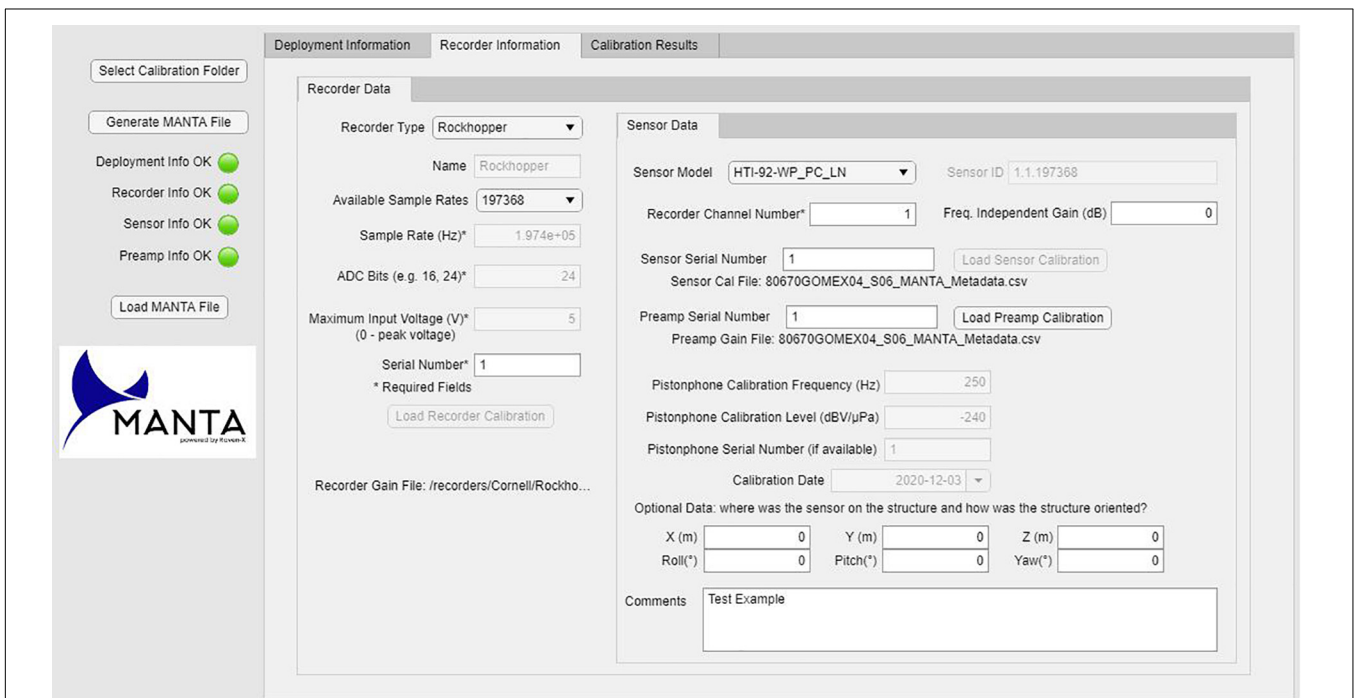 Deployment Information Recorder Information Calibration Results
Select Calibration Folder
Generate MANTA File
Deployment Info OK
Recorder Info OK
Sensor Info OK
Preamp Info OK
Load MANTA File
MANTA
powered by Raven-X
Recorder Data
Recorder Type Rockhopper
Name Rockhopper
Available Sample Rates 197368
Sample Rate (Hz)* 1.974e+05
ADC Bits (e.g. 16, 24)* 24
Maximum Input Voltage (V)* 5
(0 - peak voltage)
Serial Number* 1
* Required Fields
Load Recorder Calibration
Recorder Gain File: /recorders/Cornell/Rockho...
Sensor Data
Sensor Model HTI-92-WP_PC_LN Sensor ID 1.1.197368
Recorder Channel Number* 1 Freq. Independent Gain (dB) 0
Sensor Serial Number 1 Load Sensor Calibration
Sensor Cal File: 80670GOMEX04_S06_MANTA_Metadata.csv
Preamp Serial Number 1 Load Preamp Calibration
Preamp Gain File: 80670GOMEX04_S06_MANTA_Metadata.csv
Pistonphone Calibration Frequency (Hz) 250
Pistonphone Calibration Level (dBV/µPa) -240
Pistonphone Serial Number (if available) 1
Calibration Date 2020-12-03
Optional Data: where was the sensor on the structure and how was the structure oriented?
X (m) 0 Y (m) 0 Z (m) 0
Roll(°) 0 Pitch(°) 0 Yaw(°) 0
Comments Test Example